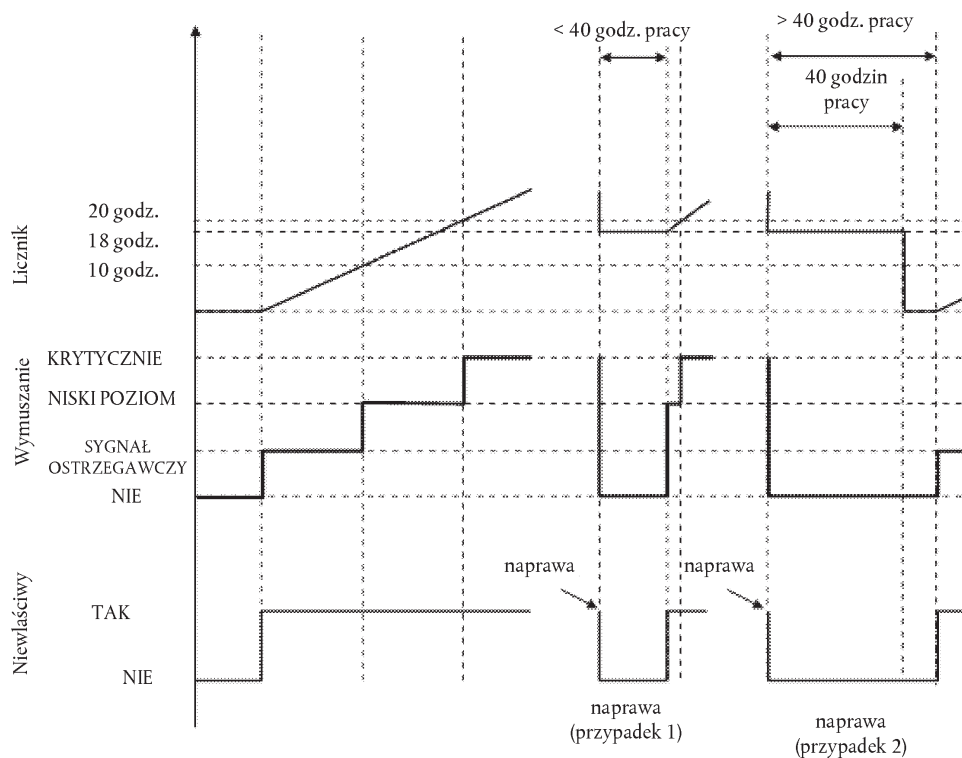 < 40 godz. pracy
> 40 godz. pracy
40 godzin
pracy
Licznik
20 godz.
18 godz.
10 godz.
Wymuszanie
KRYTYCZNIE
NISKI POZIOM
SYGNAŁ
OSTRZEGAWCZY
NIE
Niewlaściwy
naprawa
naprawa
TAK
NIE
naprawa
(przypadek 1)
naprawa
(przypadek 2)